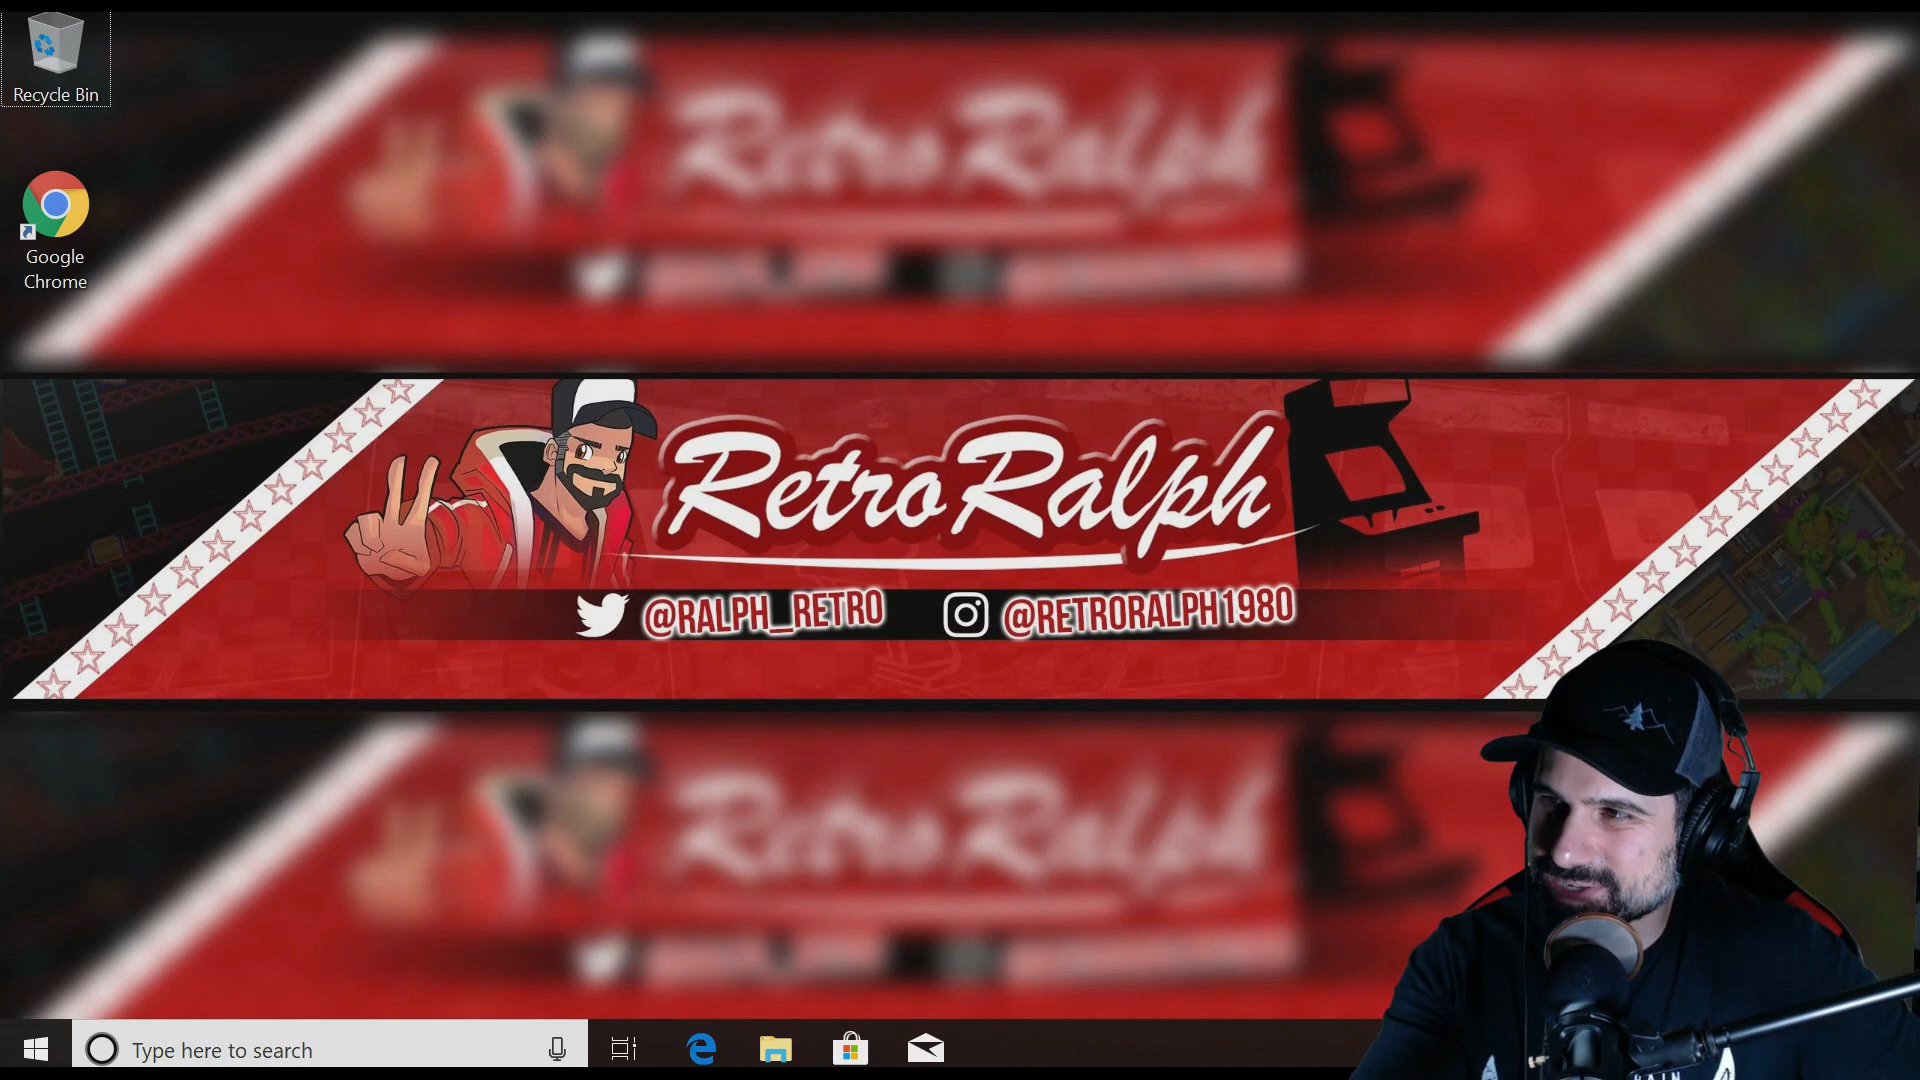 Recycle Bin
Google
Chrome
RetroRalph
@RALPH_RETRO
@RETRORALPH1980
Type here to search